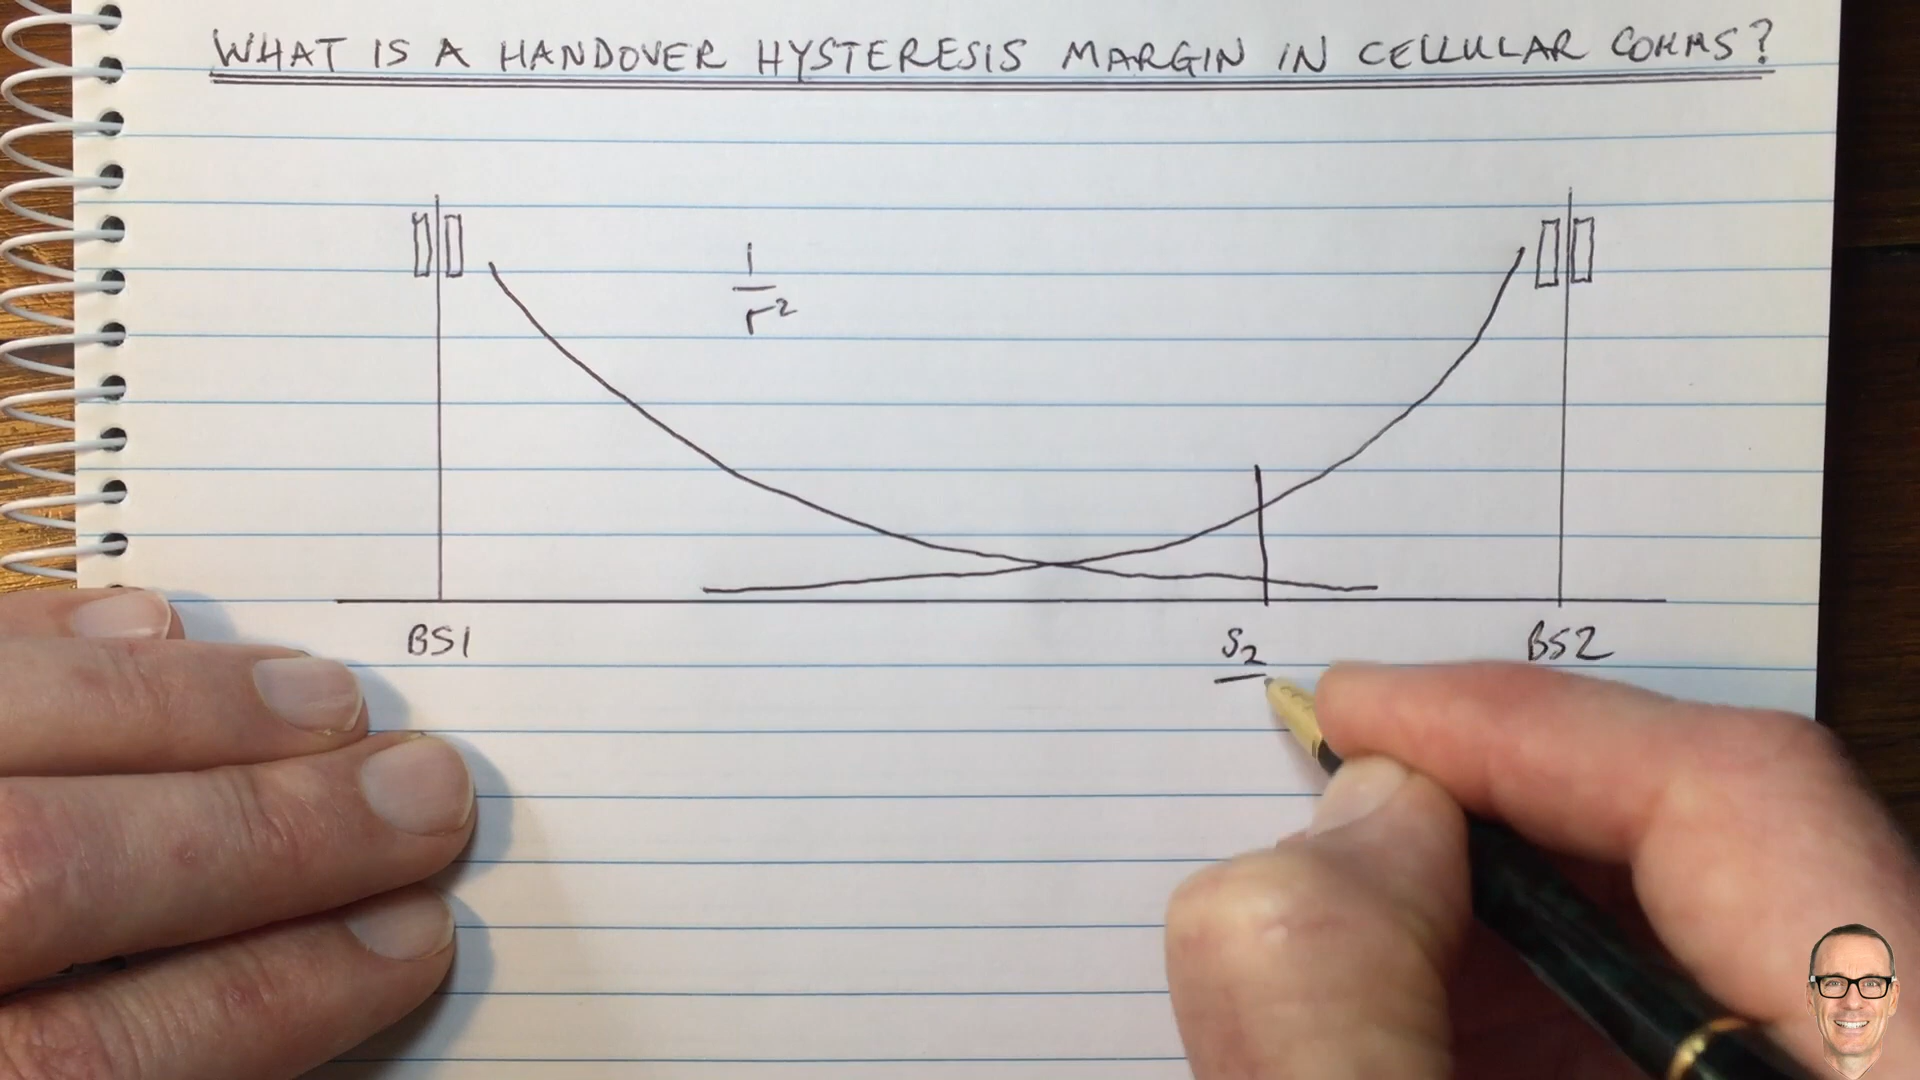 WHAT IS A HANDOVER HYSTERESIS MARGIN IN CELLULAR COMMS?
1
r²
BS1 S₂ BS2